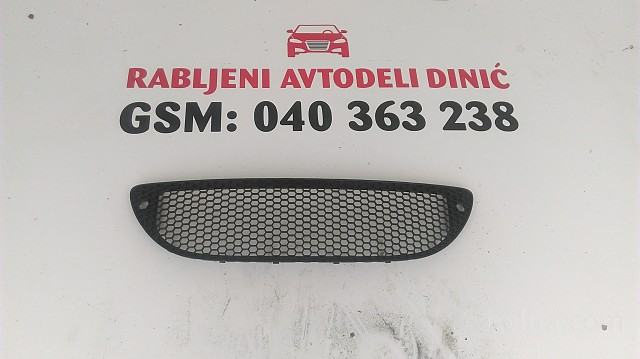 RABLJENI AVTODELI DINIĆ
GSM: 040 363 238